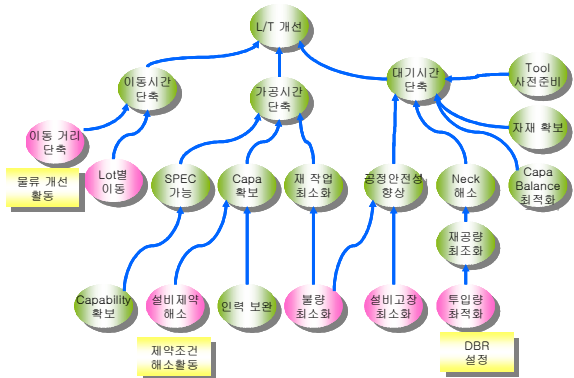 L/T 개선
이동시간
단축
가공시간
단축
대기시간
단축
Tool
사전준비
자재 확보
이동 거리
단축
Lot별
이동
물류 개선
활동
SPEC
가능
Capa
확보
재 작업
최소화
공정안전성
향상
Neck
해소
Capa
Balance
최적화
재공량
최조화
Capability
확보
설비제약
해소
인력 보완
불량
최소화
설비고장
최소화
투입량
좌적화
제약조건
해소활동
DBR
설정